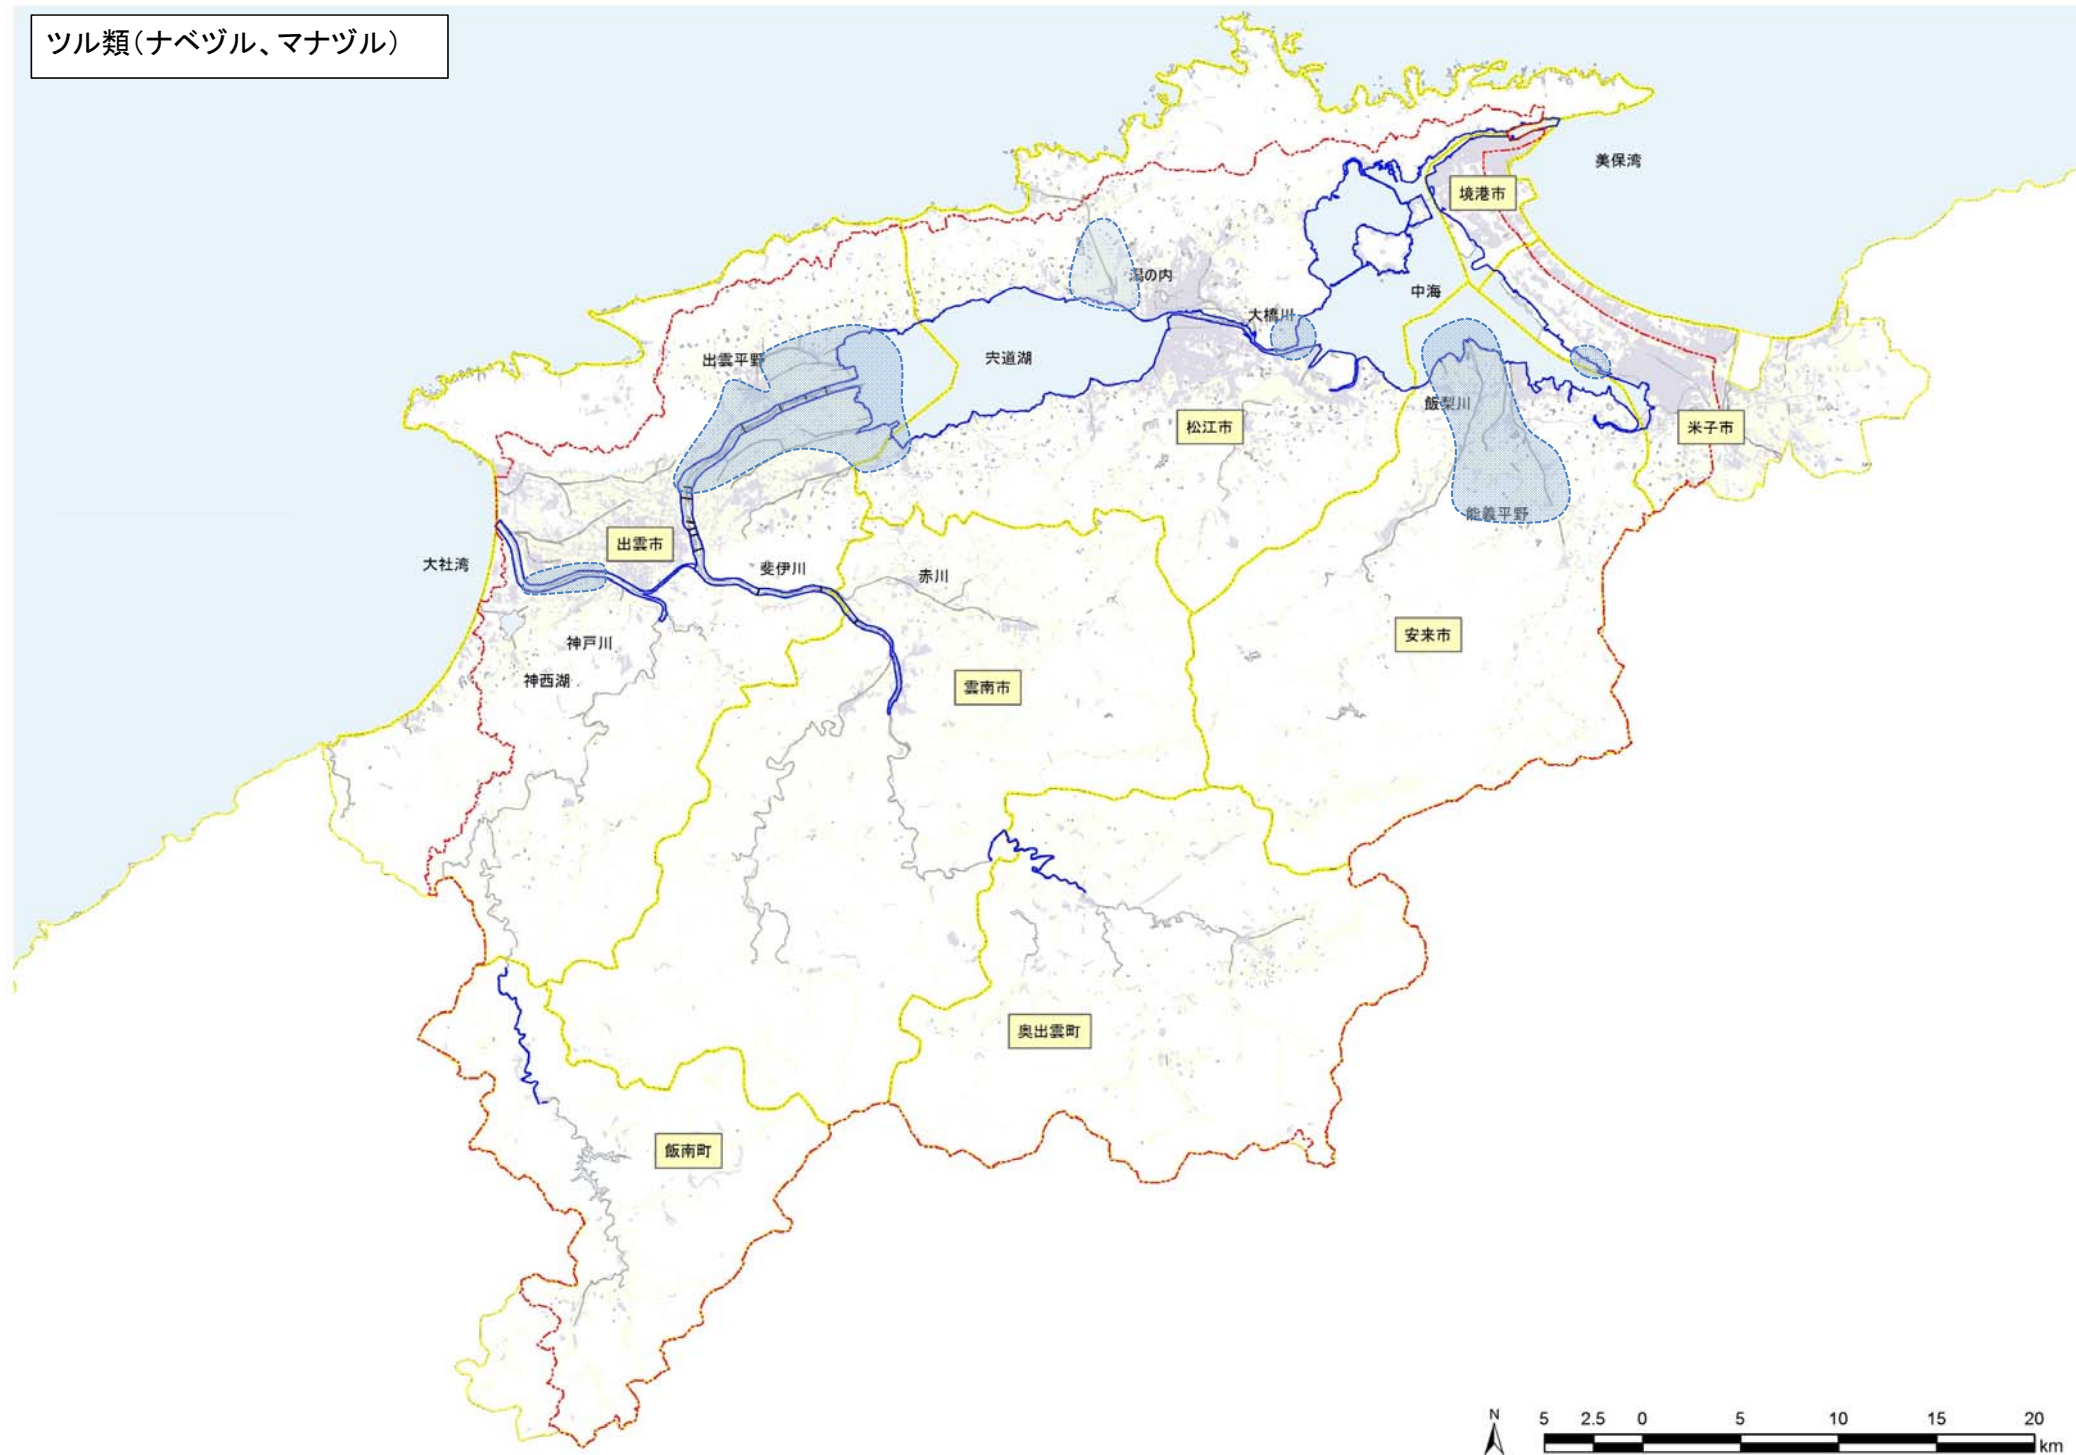 ツル類(ナベヅル、マナヅル)
美保湾
境港市
潟の内
中海
大橋川
出雲平野
宍道湖
飯梨川
松江市
米子市
能義平野
出雲市
大社湾
斐伊川
赤川
神戸川
安来市
神西湖
雲南市
奥出雲町
飯南町
N
5 2.5 0 5 10 15 20
km